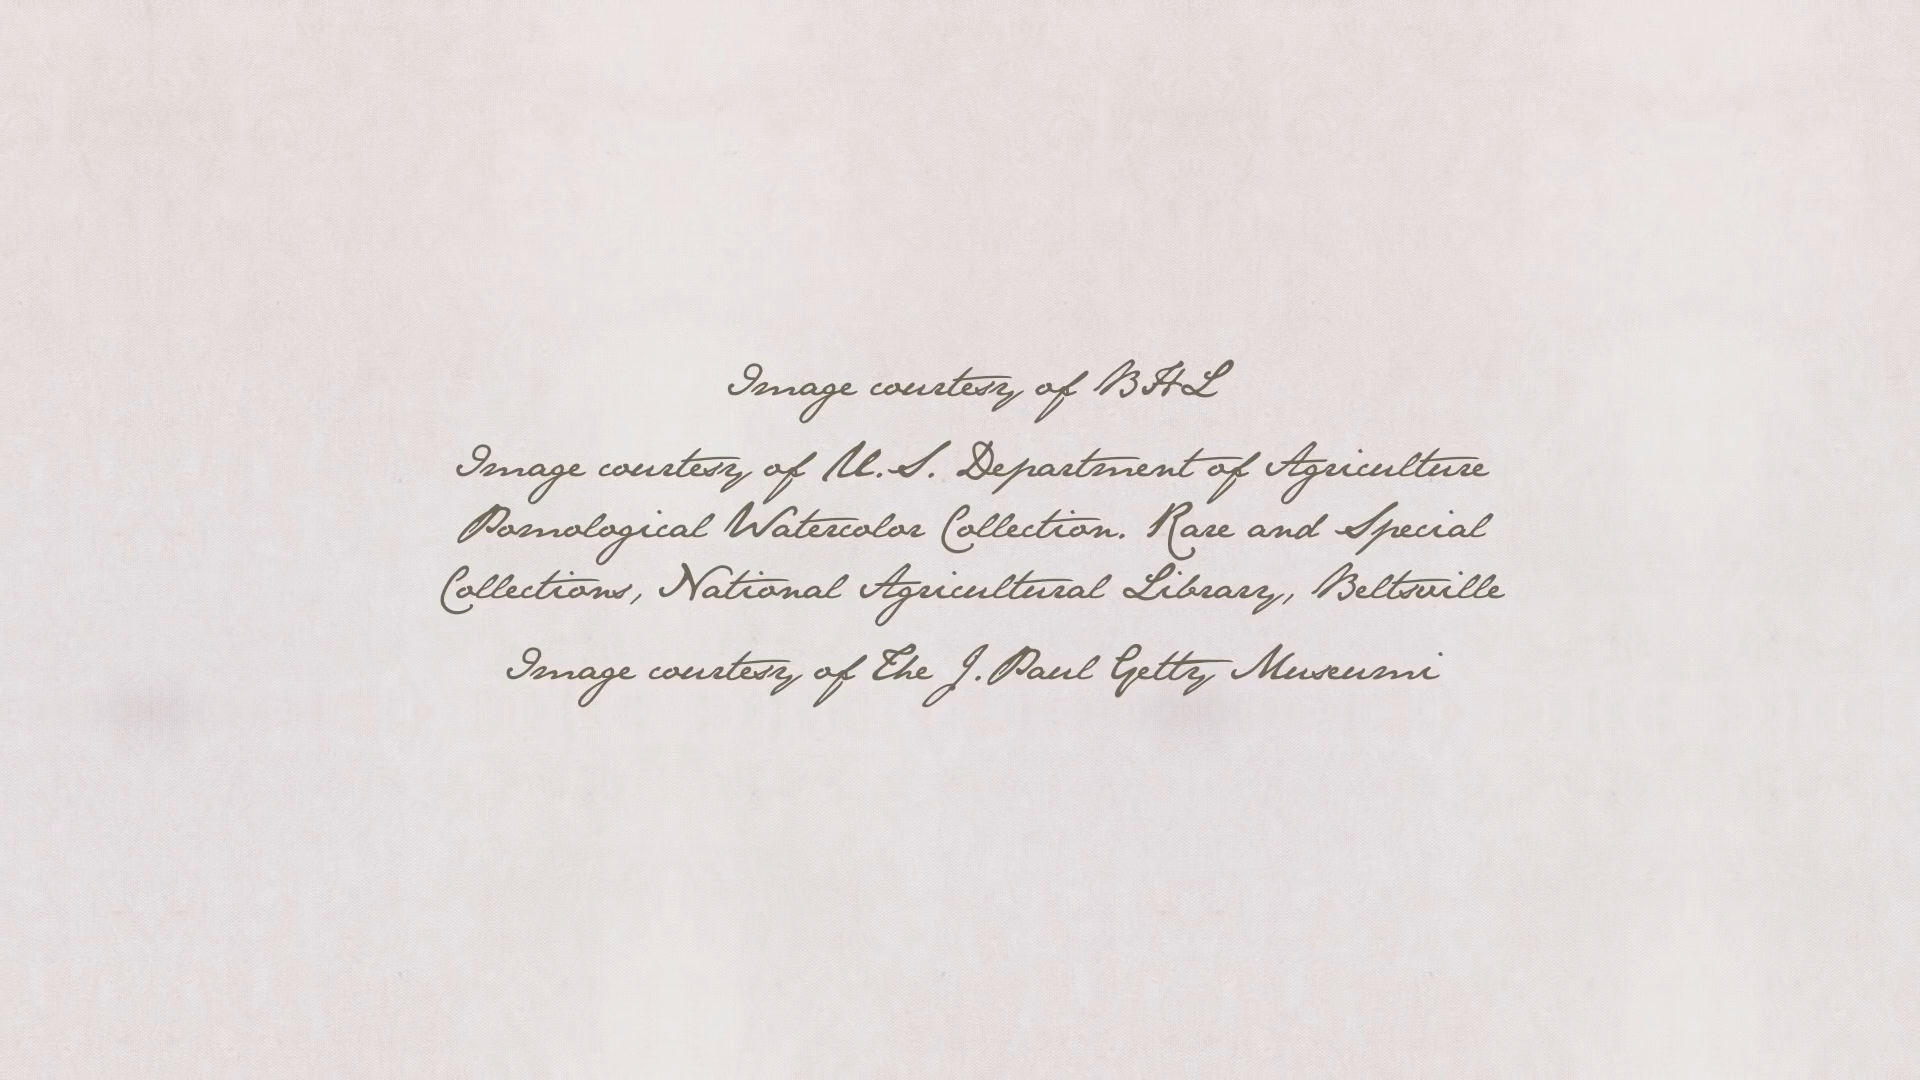 Image courtesy of BHL
Image courtesy of U.S. Department of Agriculture
Pomological Watercolor Collection. Rare and Special
Collections, National Agricultural Library, Beltsville
Image courtesy of The J. Paul Getty Museumi